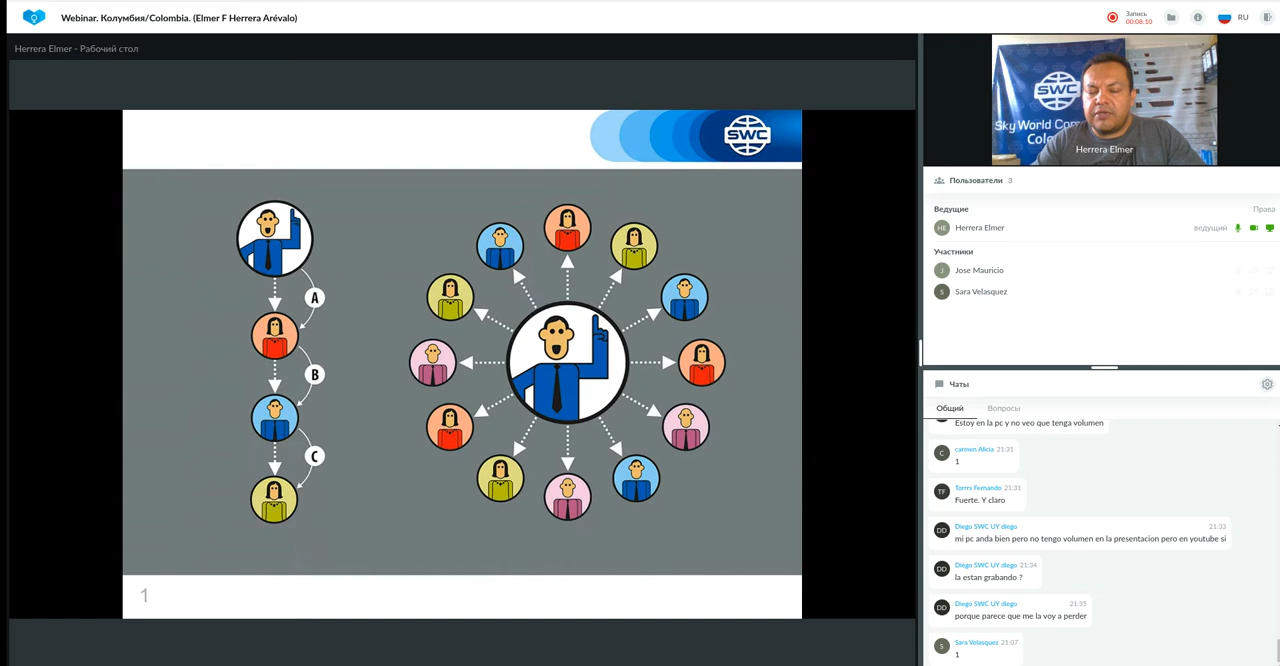 Webinar. Колумбия/Colombia. (Elmer F Herrera Arévalo)
Запись
00:08:10
RU
Herrera Elmer - Рабочий стол
SWC
A
B
C
1
SWC
Sky World Com
Cole
Herrera Elmer
Пользователи 3
Ведущие
Права
HE
Herrera Elmer
ведущий
Участники
J
Jose Mauricio
S
Sara Velasquez
Чаты
Общий
Вопросы
Estoy en la pc y no veo que tenga volumen
C
carmen Alicia 21:31
1
TF
Torrrs Fernando 21:31
Fuerte. Y claro
DD
Diego SWC UY diego 21:33
mi pc anda bien pero no tengo volumen en la presentacion pero en youtube si
DD
Diego SWC UY diego 21:34
la estan grabando ?
DD
Diego SWC UY diego 21:35
porque parece que me la voy a perder
S
Sara Velasquez 21:07
1